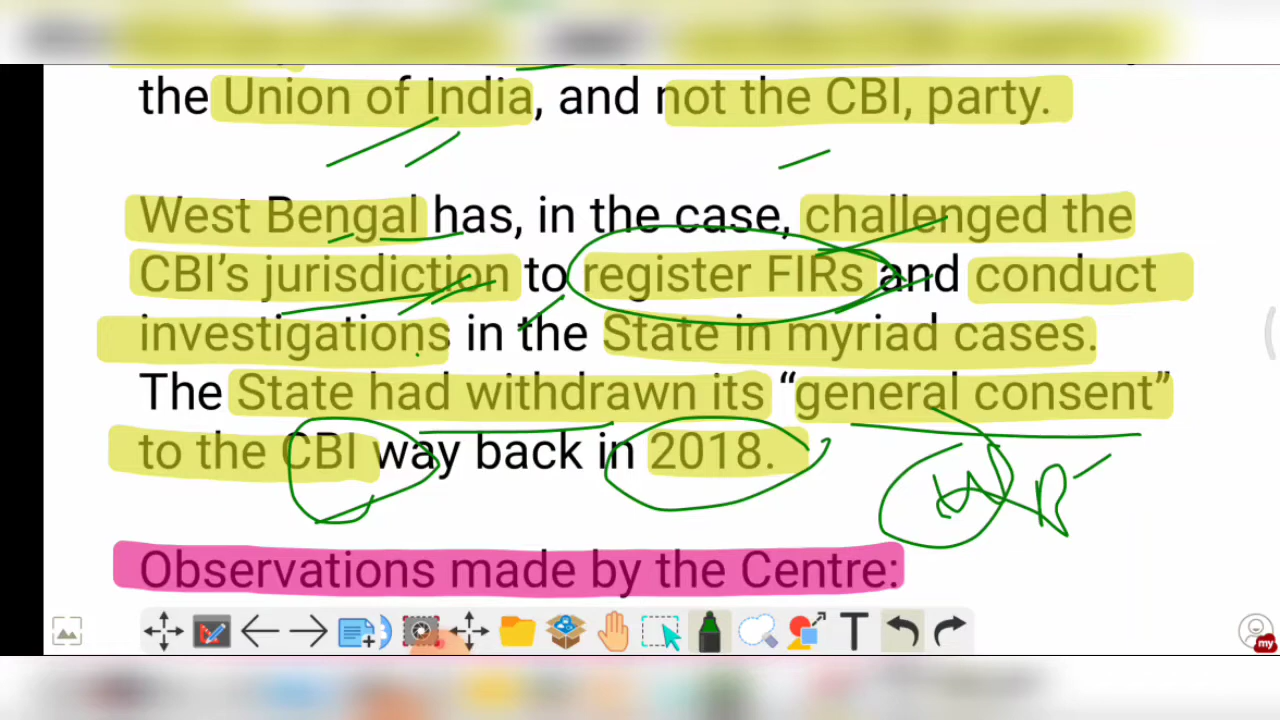 the Union of India, and not the CBI, party.
West Bengal has, in the case, challenged the
CBI’s jurisdiction to register FIRs and conduct
investigations in the State in myriad cases.
The State had withdrawn its “general consent”
to the CBI way back in 2018.
Observations made by the Centre:
T
my